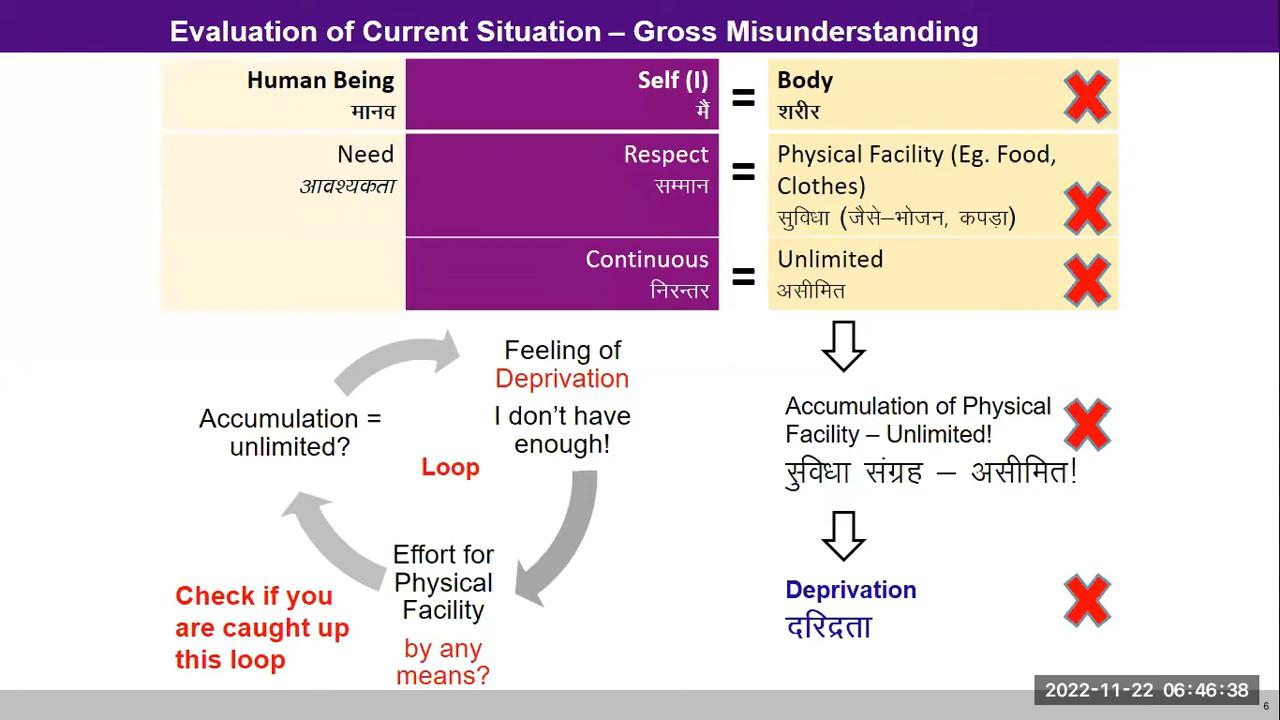 Evaluation of Current Situation – Gross Misunderstanding
Human Being
मानव
Self (I)
मैं
=
Body
शरीर
Need
आवश्यकता
Respect
सम्मान
=
Physical Facility (Eg. Food,
Clothes)
सुविधा (जैसे–भोजन, कपड़ा)
Continuous
निरन्तर
=
Unlimited
असीमित
Feeling of
Deprivation
I don't have
enough!
Accumulation =
unlimited?
Loop
Effort for
Physical
Facility
by any
means?
Check if you
are caught up
this loop
Accumulation of Physical
Facility – Unlimited!
सुविधा संग्रह – असीमित!
Deprivation
दरिद्रता
2022-11-22 06:46:38
6